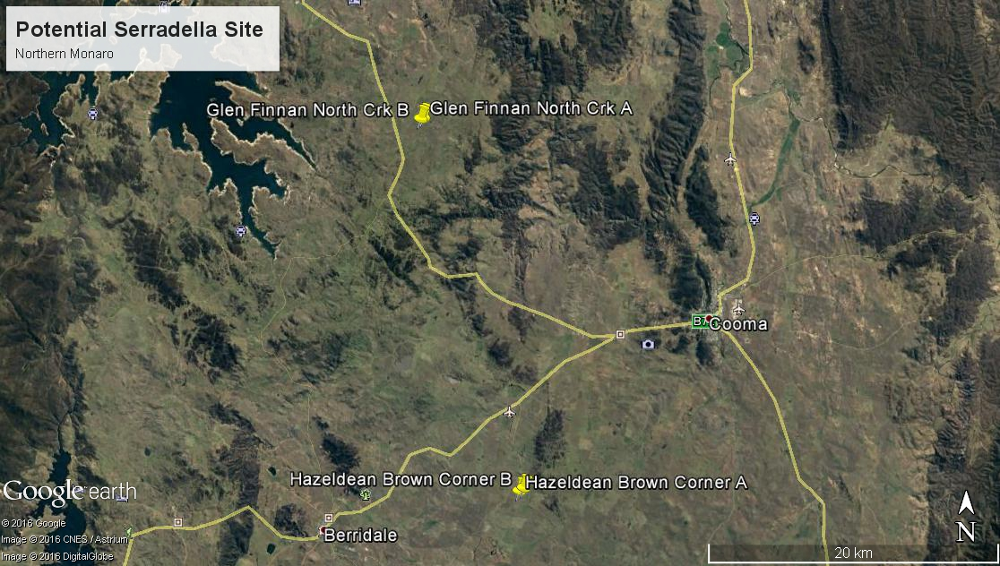 Potential Serradella Site
Northern Monaro
Glen Finnan North Crk B
Glen Finnan North Crk A
Cooma
Hazeldean Brown Corner B
Hazeldean Brown Corner A
Google earth
© 2016 Google
Image © 2016 CNES / Astrium
Image © 2016 DigitalGlobe
Berridale
N
20 km